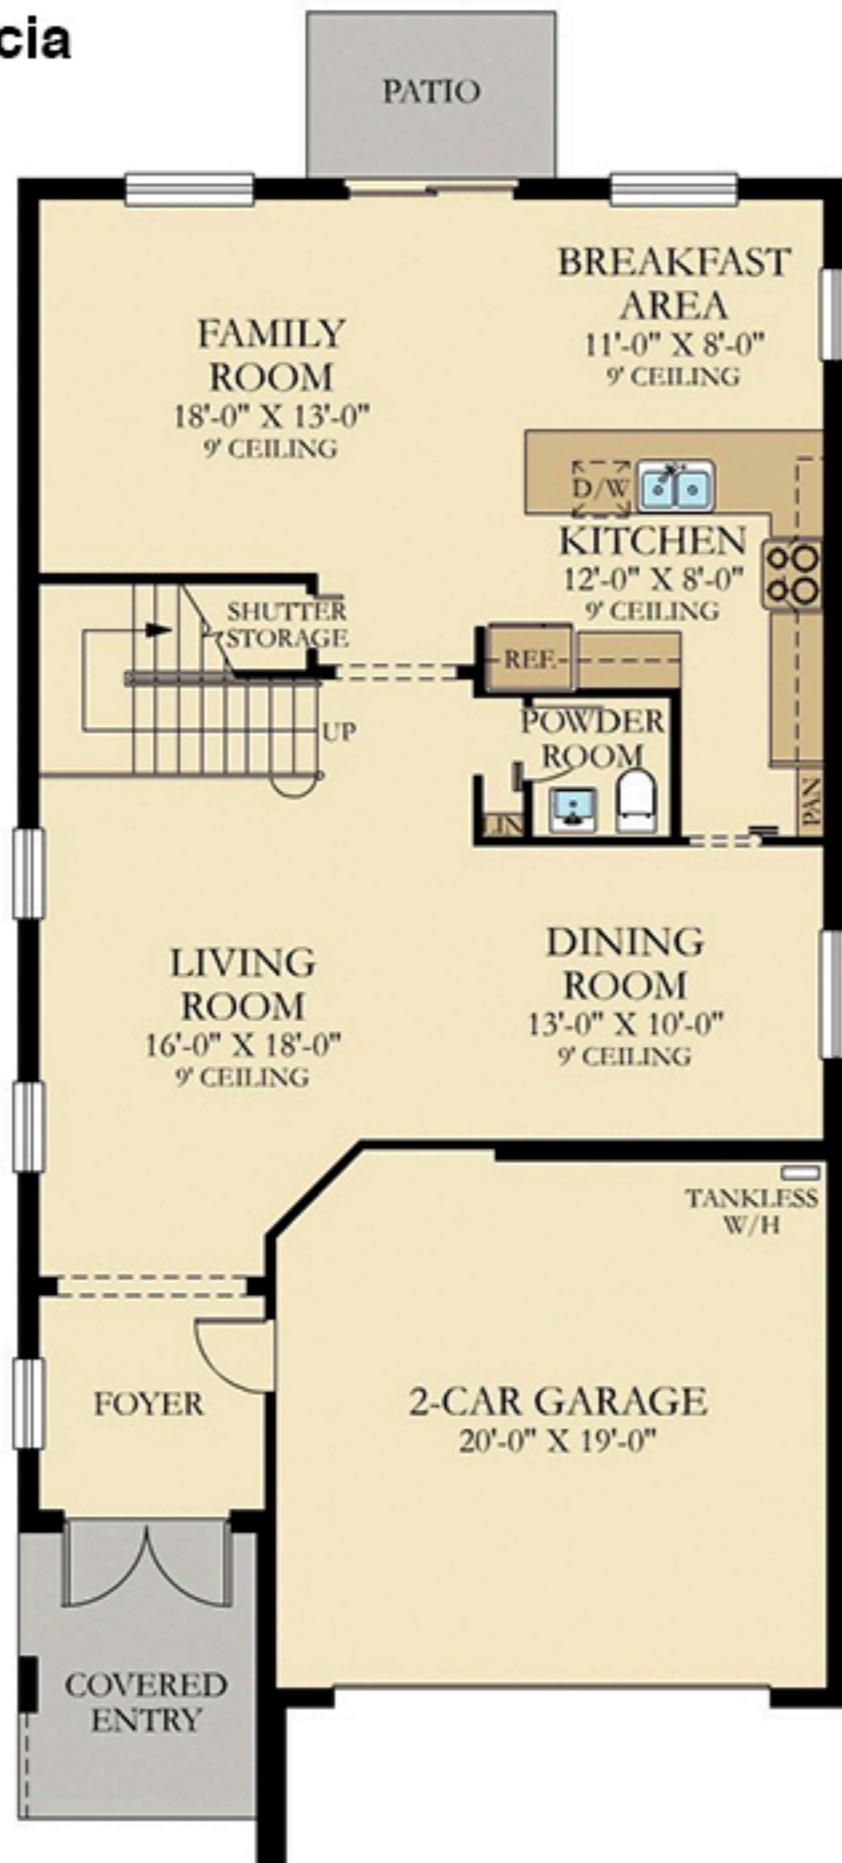 cia
PATIO
BREAKFAST
AREA
11'-0" X 8'-0"
9' CEILING
FAMILY
ROOM
18'-0" X 13'-0"
9' CEILING
D/W
KITCHEN
12'-0" X 8'-0"
9' CEILING
SHUTTER
STORAGE
REF.
UP
POWDER
ROOM
LIN
PAN
LIVING
ROOM
16'-0" X 18'-0"
9' CEILING
DINING
ROOM
13'-0" X 10'-0"
9' CEILING
TANKLESS
W/H
FOYER
2-CAR GARAGE
20'-0" X 19'-0"
COVERED
ENTRY